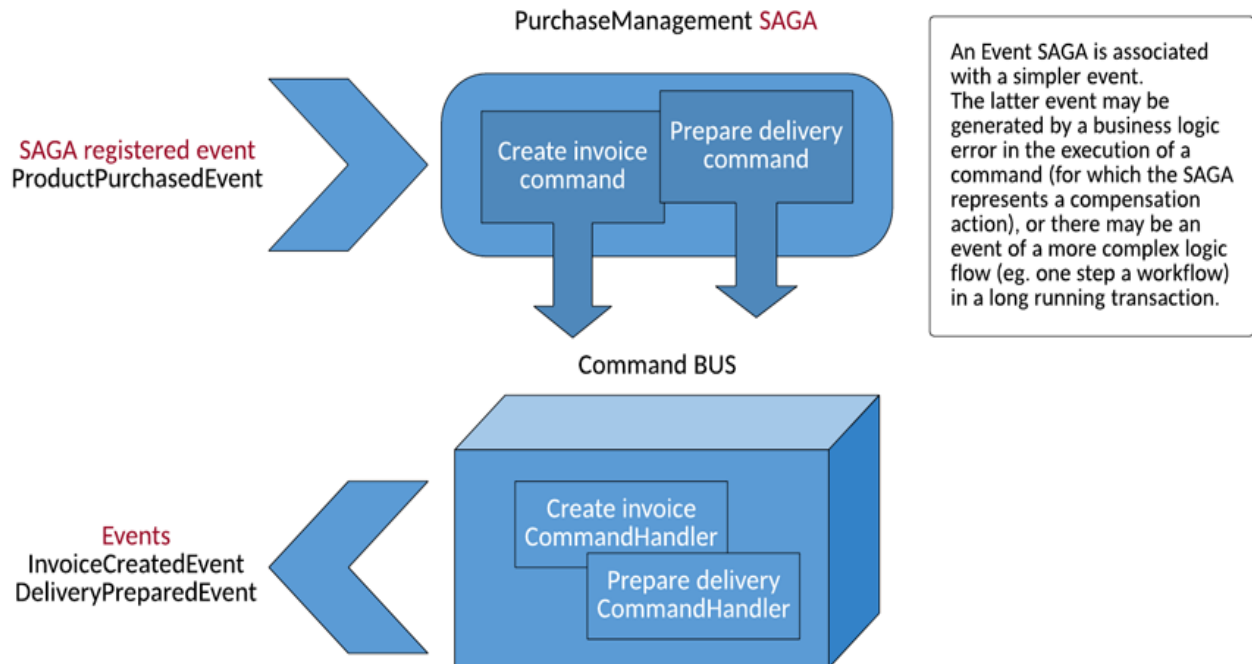 PurchaseManagement SAGA
SAGA registered event
ProductPurchasedEvent
Create invoice
command
Prepare delivery
command
An Event SAGA is associated
with a simpler event.
The latter event may be
generated by a business logic
error in the execution of a
command (for which the SAGA
represents a compensation
action), or there may be an
event of a more complex logic
flow (eg. one step a workflow)
in a long running transaction.
Command BUS
Events
InvoiceCreatedEvent
DeliveryPreparedEvent
Create invoice
CommandHandler
Prepare delivery
CommandHandler